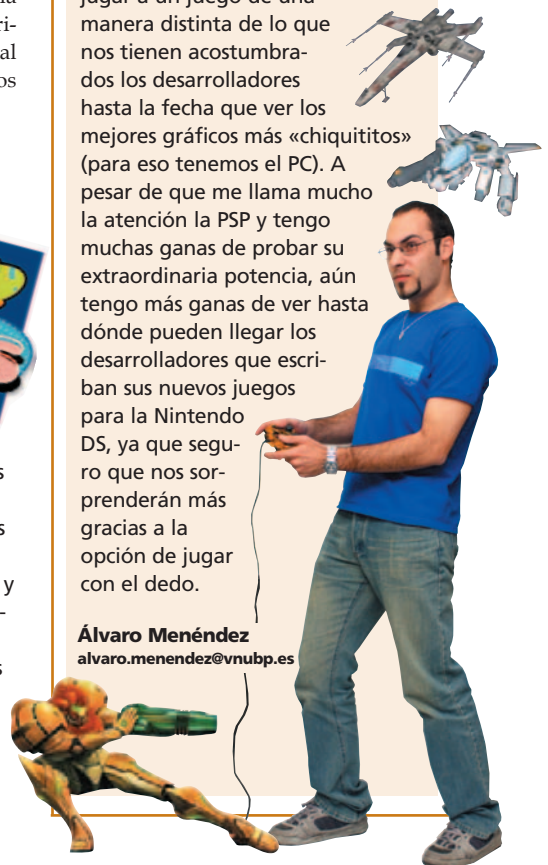 ia
ri-
al
os
jugar a un juego de una
manera distinta de lo que
nos tienen acostumbra-
dos los desarrolladores
hasta la fecha que ver los
mejores gráficos más «chiquititos»
(para eso tenemos el PC). A
pesar de que me llama mucho
la atención la PSP y tengo
muchas ganas de probar su
extraordinaria potencia, aún
tengo más ganas de ver hasta
dónde pueden llegar los
desarrolladores que escri-
ban sus nuevos juegos
para la Nintendo
DS, ya que segu-
ro que nos sor-
prenderán más
gracias a la
opción de jugar
con el dedo.
Álvaro Menéndez
alvaro.menendez@vnubp.es
s
s
y
-
s